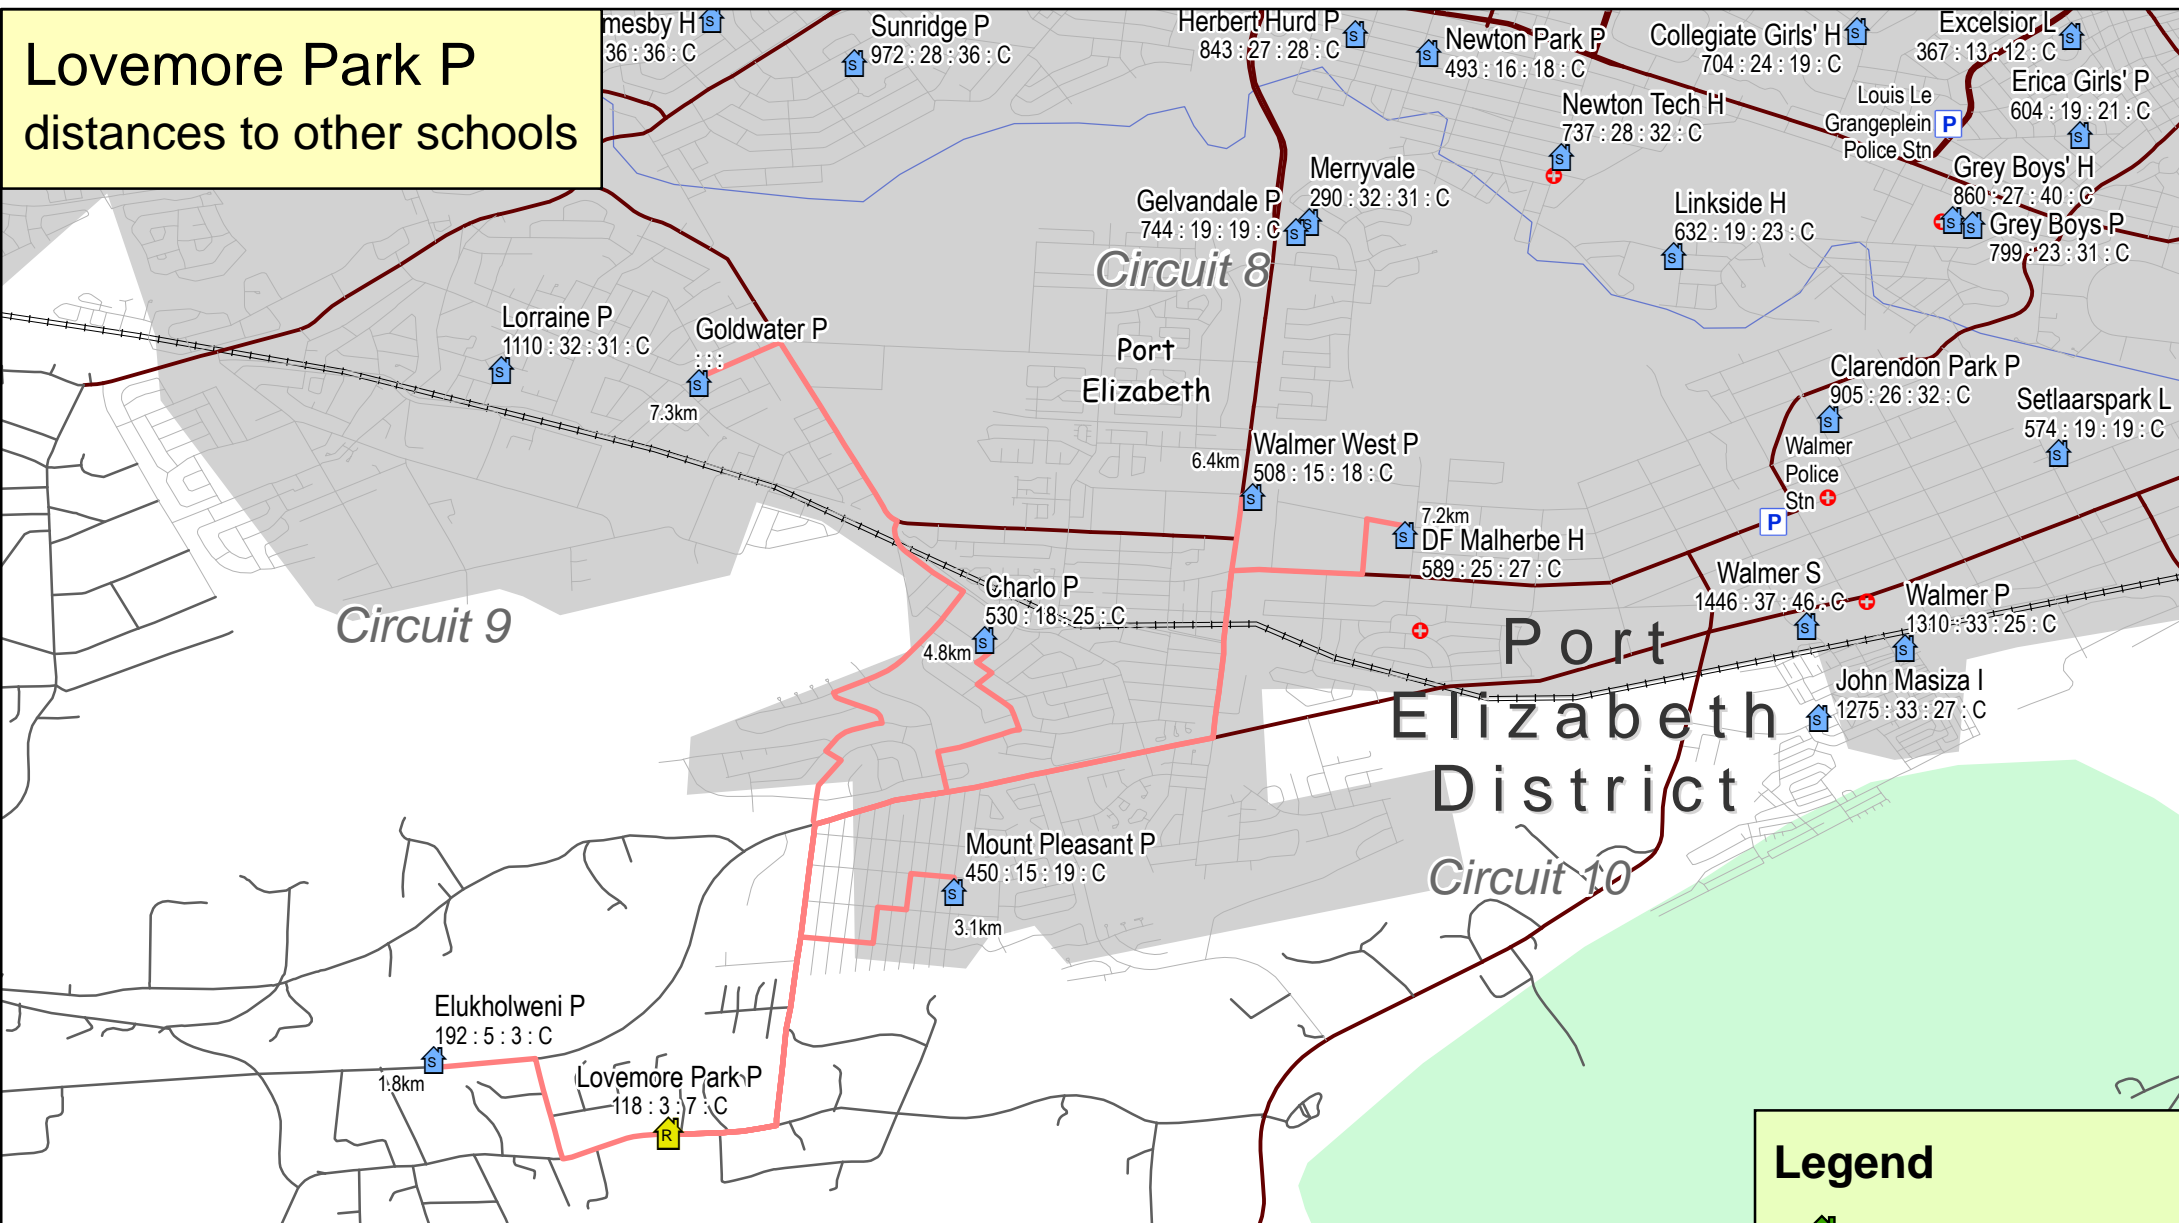 Lovemore Park P
distances to other schools
mesby H
36 : 36 : C
Sunridge P
972 : 28 : 36 : C
Herbert Hurd P
843 : 27 : 28 : C
Newton Park P
493 : 16 : 18 : C
Collegiate Girls' H
704 : 24 : 19 : C
Excelsior L
367 : 13 : 12 : C
Erica Girls' P
604 : 19 : 21 : C
Louis Le
Grangeplein
Police Stn
P
Newton Tech H
737 : 28 : 32 : C
Grey Boys' H
860 : 27 : 40 : C
Grey Boys P
799 : 23 : 31 : C
Merryvale
290 : 32 : 31 : C
Gelvandale P
744 : 19 : 19 : C
Linkside H
632 : 19 : 23 : C
Circuit 8
Lorraine P
1110 : 32 : 31 : C
Goldwater P
: : :
7.3km
Port
Elizabeth
Clarendon Park P
905 : 26 : 32 : C
Setlaarspark L
574 : 19 : 19 : C
Walmer
Police
Stn
P
Walmer West P
508 : 15 : 18 : C
6.4km
7.2km
DF Malherbe H
589 : 25 : 27 : C
Charlo P
530 : 18 : 25 : C
4.8km
Circuit 9
Walmer S
1446 : 37 : 46 : C
Walmer P
1310 : 33 : 25 : C
John Masiza I
1275 : 33 : 27 : C
Port
Elizabeth
District
Mount Pleasant P
450 : 15 : 19 : C
3.1km
Circuit 10
Elukholweni P
192 : 5 : 3 : C
1.8km
Lovemore Park P
118 : 3 : 7 : C
R
Legend